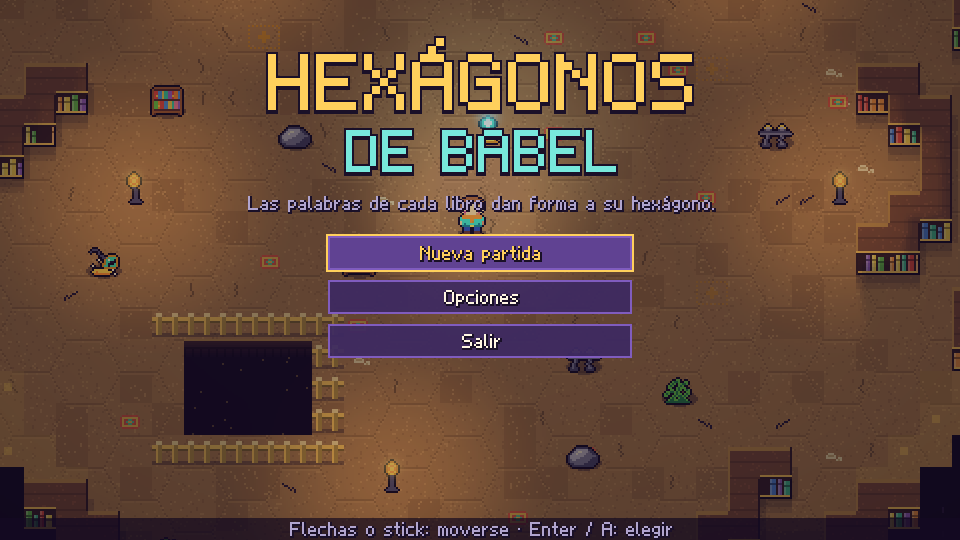 HEXÁGONOS
DE BABEL
Las palabras de cada libro dan forma a su hexágono.
Nueva partida
Opciones
Salir
Flechas o stick: moverse · Enter / A: elegir